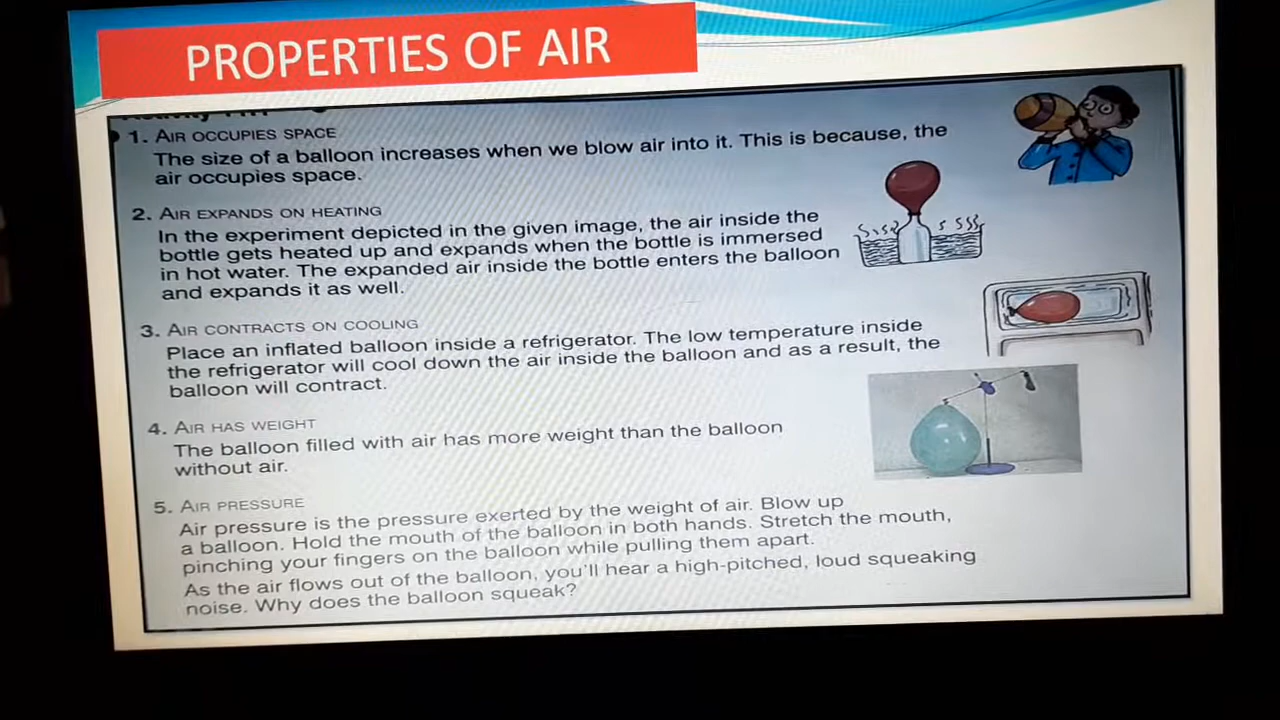 PROPERTIES OF AIR
1. AIR OCCUPIES SPACE
The size of a balloon increases when we blow air into it. This is because, the
air occupies space.
2. AIR EXPANDS ON HEATING
In the experiment depicted in the given image, the air inside the
bottle gets heated up and expands when the bottle is immersed
in hot water. The expanded air inside the bottle enters the balloon
and expands it as well.
3. AIR CONTRACTS ON COOLING
Place an inflated balloon inside a refrigerator. The low temperature inside
the refrigerator will cool down the air inside the balloon and as a result, the
balloon will contract.
4. AIR HAS WEIGHT
The balloon filled with air has more weight than the balloon
without air.
5. AIR PRESSURE
Air pressure is the pressure exerted by the weight of air. Blow up
a balloon. Hold the mouth of the balloon in both hands. Stretch the mouth,
pinching your fingers on the balloon while pulling them apart.
As the air flows out of the balloon, you'll hear a high-pitched, loud squeaking
noise. Why does the balloon squeak?